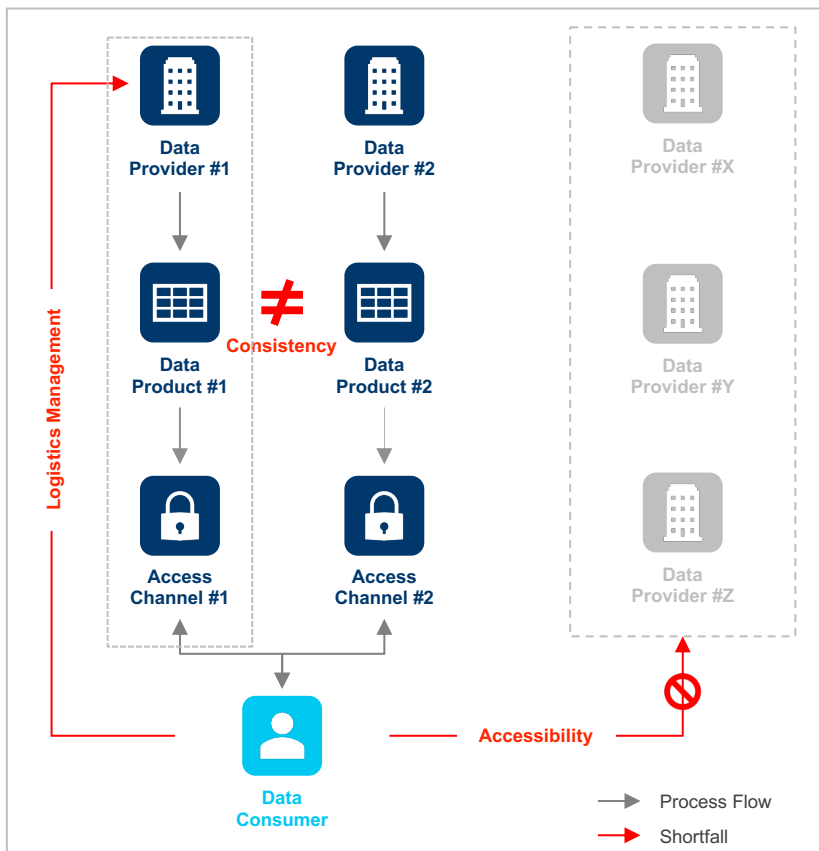 Data
Provider #1
Data
Provider #2
Data
Provider #X
Logistics Management
≠
Consistency
Data
Product #1
Data
Product #2
Data
Provider #Y
Access
Channel #1
Access
Channel #2
Data
Provider #Z
Accessibility
Data
Consumer
Process Flow
Shortfall